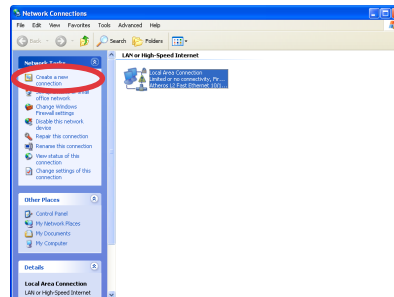 Network Connections
File Edit View Favorites Tools Advanced Help
Back Search Folders
LAN or High-Speed Internet
Network Tasks
Create a new
connection
office network
Change Windows
Firewall settings
Disable this network
device
Repair this connection
Rename this connection
View status of this
connection
Change settings of this
connection
Local Area Connection
Limited or no connectivity, Fir...
Atheros L2 Fast Ethernet 10/1...
Other Places
Control Panel
My Network Places
My Documents
My Computer
Details
Local Area Connection
LAN or High-Speed Internet